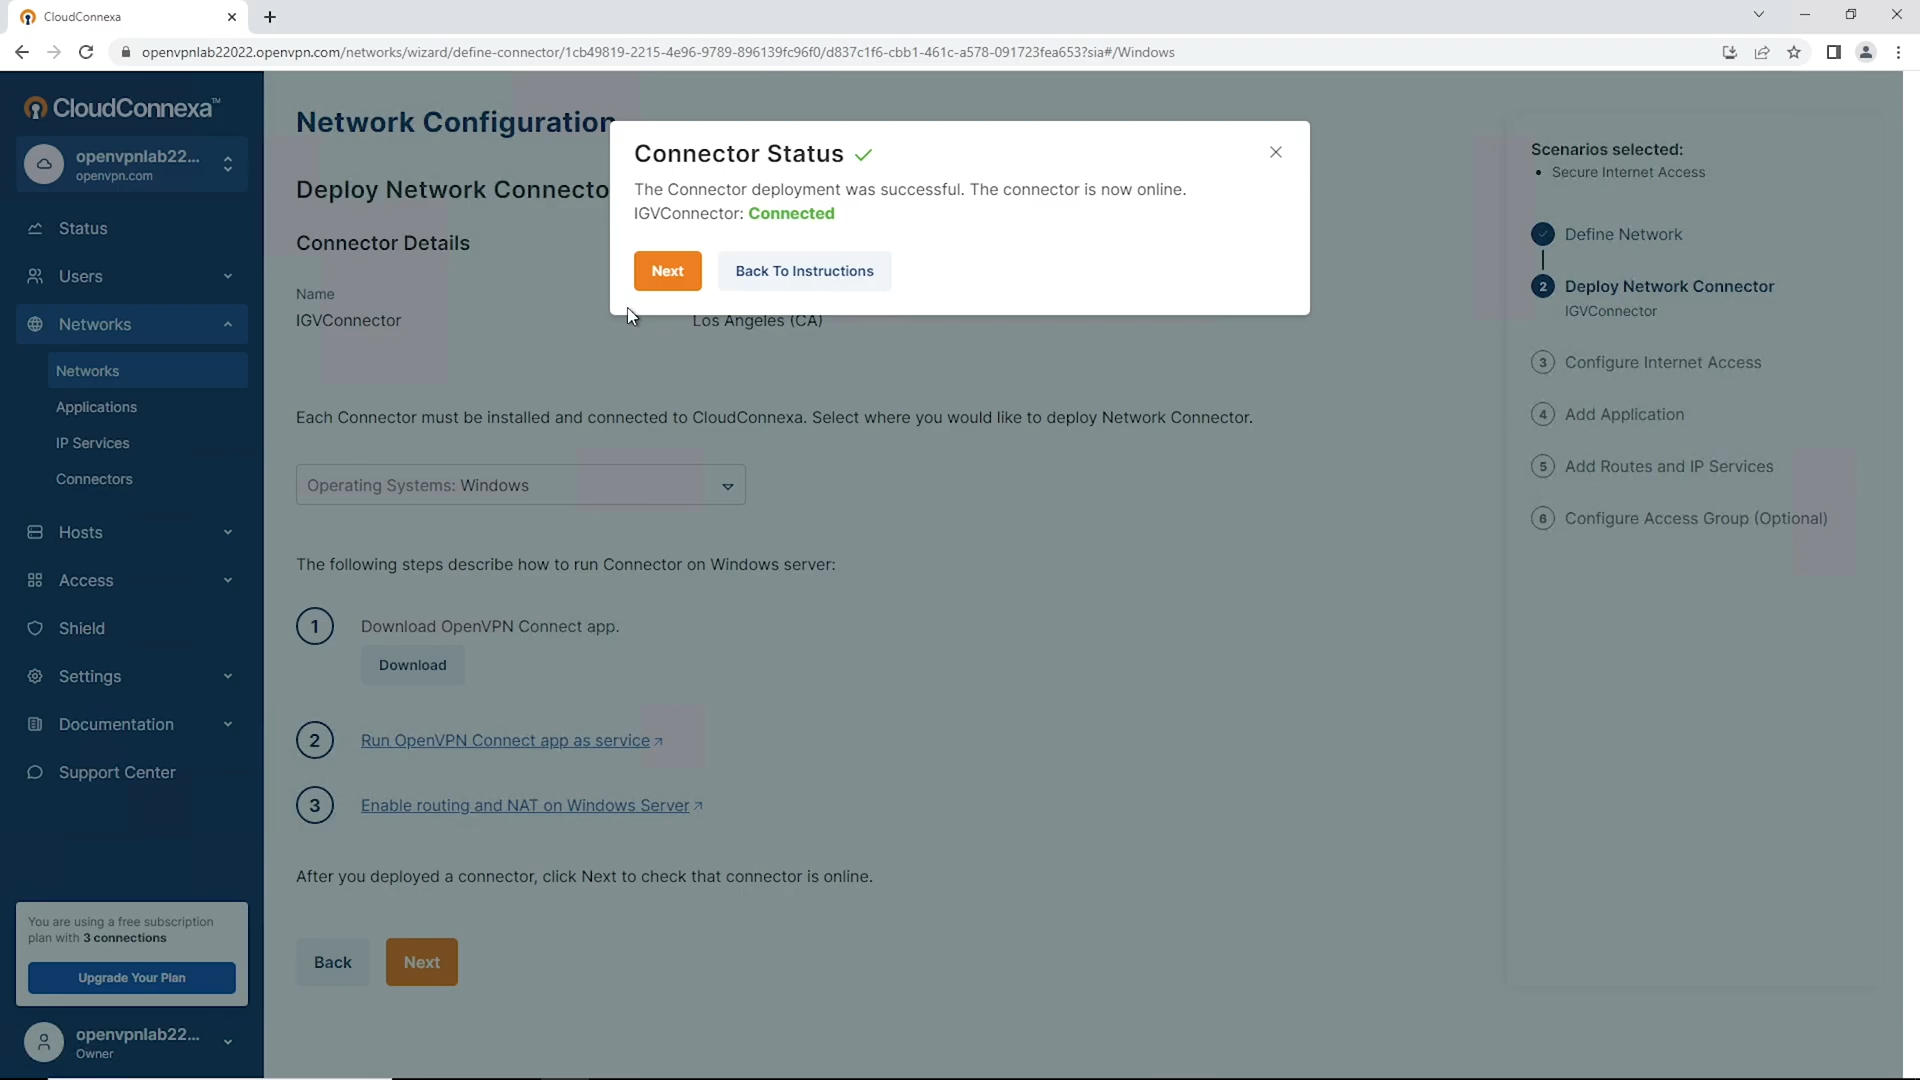 CloudConnexa
openvpnlab22022.openvpn.com/networks/wizard/define-connector/1cb49819-2215-4e96-9789-896139fc96f0/d837c1f6-cbb1-461c-a578-091723fea653?sia#/Windows
CloudConnexa™
openvpnlab22...
openvpn.com
Status
Users
Networks
Networks
Applications
IP Services
Connectors
Hosts
Access
Shield
Settings
Documentation
Support Center
You are using a free subscription
plan with 3 connections
Upgrade Your Plan
openvpnlab22...
Owner
Network Configuration
Deploy Network Connecto
Connector Details
Name
IGVConnector
Los Angeles (CA)
Connector Status
The Connector deployment was successful. The connector is now online.
IGVConnector: Connected
Next
Back To Instructions
Each Connector must be installed and connected to CloudConnexa. Select where you would like to deploy Network Connector.
Operating Systems: Windows
The following steps describe how to run Connector on Windows server:
1
Download OpenVPN Connect app.
Download
2
Run OpenVPN Connect app as service
3
Enable routing and NAT on Windows Server
After you deployed a connector, click Next to check that connector is online.
Back
Next
Scenarios selected:
• Secure Internet Access
Define Network
2 Deploy Network Connector
IGVConnector
3 Configure Internet Access
4 Add Application
5 Add Routes and IP Services
6 Configure Access Group (Optional)